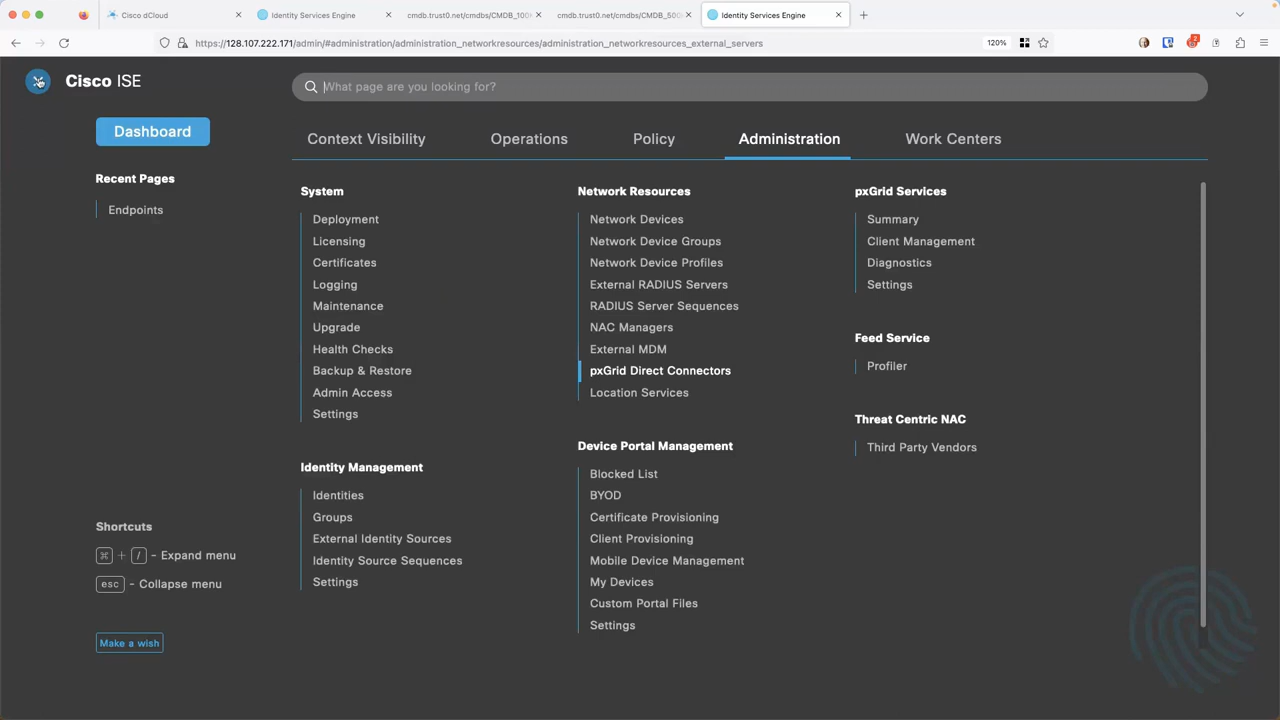 Cisco dCloud
Identity Services Engine
cmdb.trust0.net/cmdbs/CMDB_100
cmdb.trust0.net/cmdbs/CMDB_500
Identity Services Engine
https://128.107.222.171/admin/#administration/administration_networkresources/administration_networkresources_external_servers
120%
2
Cisco ISE
What page are you looking for?
Dashboard
Recent Pages
Endpoints
Shortcuts
⌘ + / - Expand menu
esc - Collapse menu
Make a wish
Context Visibility
Operations
Policy
Administration
Work Centers
System
Deployment
Licensing
Certificates
Logging
Maintenance
Upgrade
Health Checks
Backup & Restore
Admin Access
Settings
Identity Management
Identities
Groups
External Identity Sources
Identity Source Sequences
Settings
Network Resources
Network Devices
Network Device Groups
Network Device Profiles
External RADIUS Servers
RADIUS Server Sequences
NAC Managers
External MDM
pxGrid Direct Connectors
Location Services
Device Portal Management
Blocked List
BYOD
Certificate Provisioning
Client Provisioning
Mobile Device Management
My Devices
Custom Portal Files
Settings
pxGrid Services
Summary
Client Management
Diagnostics
Settings
Feed Service
Profiler
Threat Centric NAC
Third Party Vendors